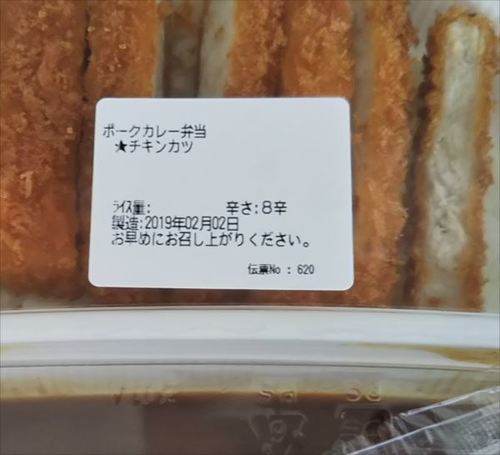 ポークカレー弁当
★チキンカツ
ﾗｲｽ量: 辛さ:8辛
製造:2019年02月02日
お早めにお召し上がりください。
伝票No : 620